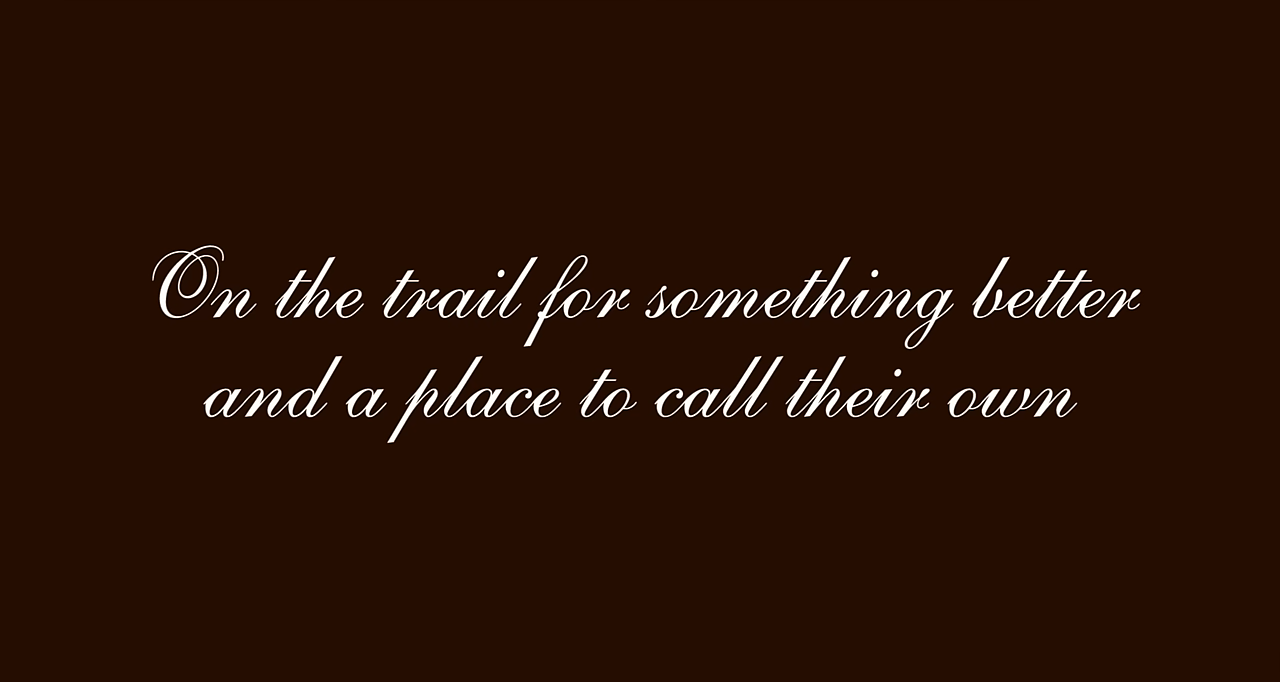 On the trail for something better
and a place to call their own